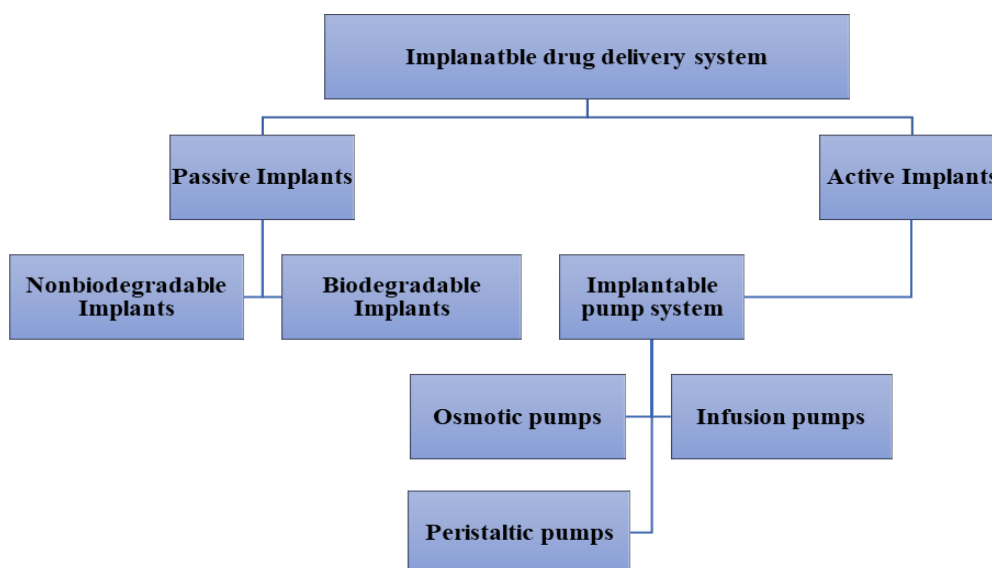 Implanatble drug delivery system
Passive Implants
Active Implants
Nonbiodegradable
Implants
Biodegradable
Implants
Implantable
pump system
Osmotic pumps
Infusion pumps
Peristaltic pumps